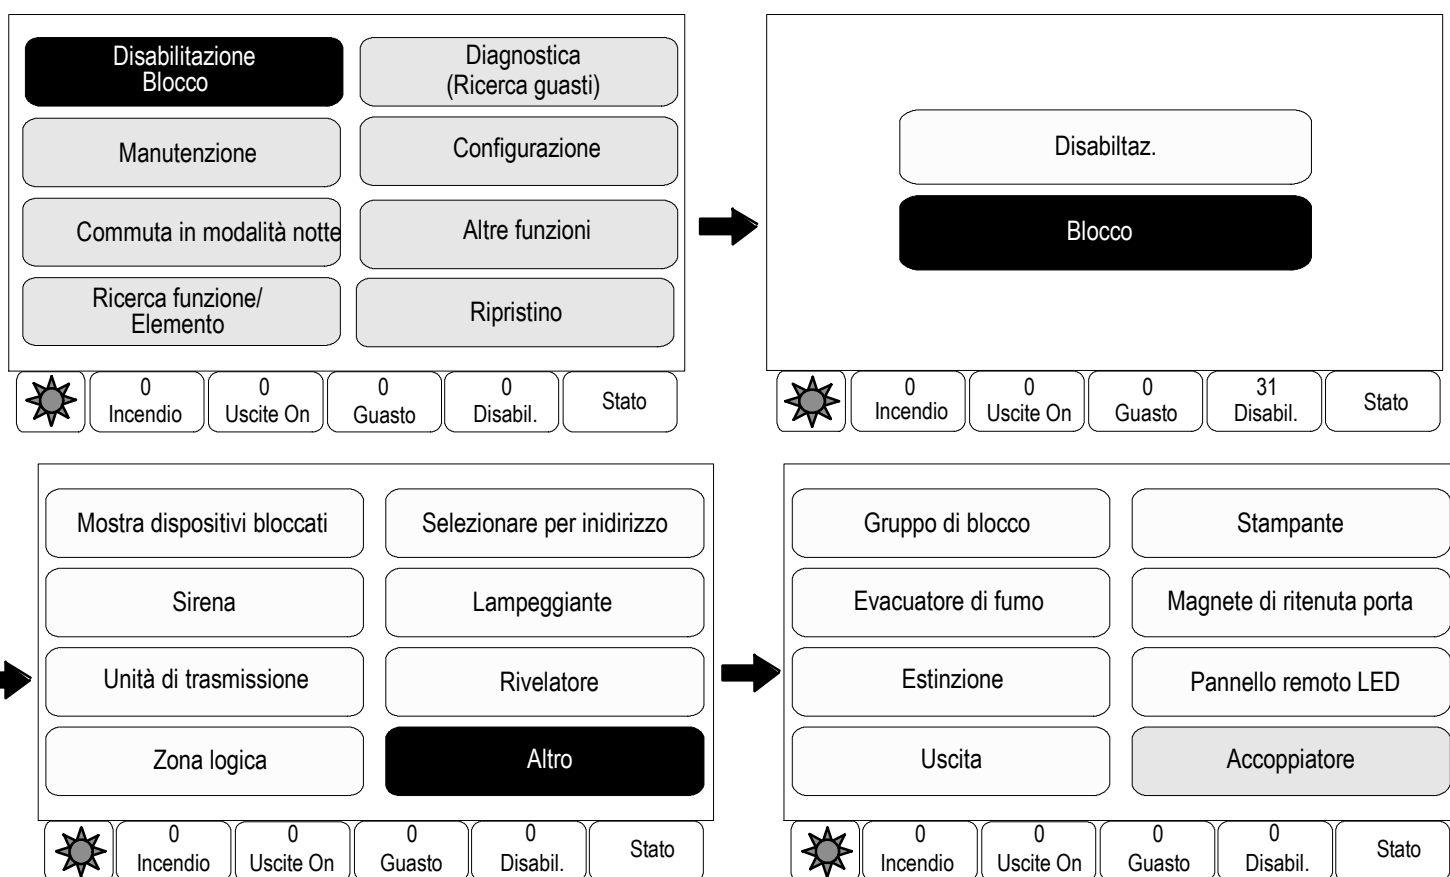 Disabilitazione
Blocco
Diagnostica
(Ricerca guasti)
Manutenzione
Configurazione
Commuta in modalità notte
Altre funzioni
Ricerca funzione/
Elemento
Ripristino
0
Incendio
0
Uscite On
0
Guasto
0
Disabil.
Stato
Disabiltaz.
Blocco
0
Incendio
0
Uscite On
0
Guasto
31
Disabil.
Stato
Mostra dispositivi bloccati
Selezionare per inidirizzo
Sirena
Lampeggiante
Unità di trasmissione
Rivelatore
Zona logica
Altro
0
Incendio
0
Uscite On
0
Guasto
0
Disabil.
Stato
Gruppo di blocco
Stampante
Evacuatore di fumo
Magnete di ritenuta porta
Estinzione
Pannello remoto LED
Uscita
Accoppiatore
0
Incendio
0
Uscite On
0
Guasto
0
Disabil.
Stato